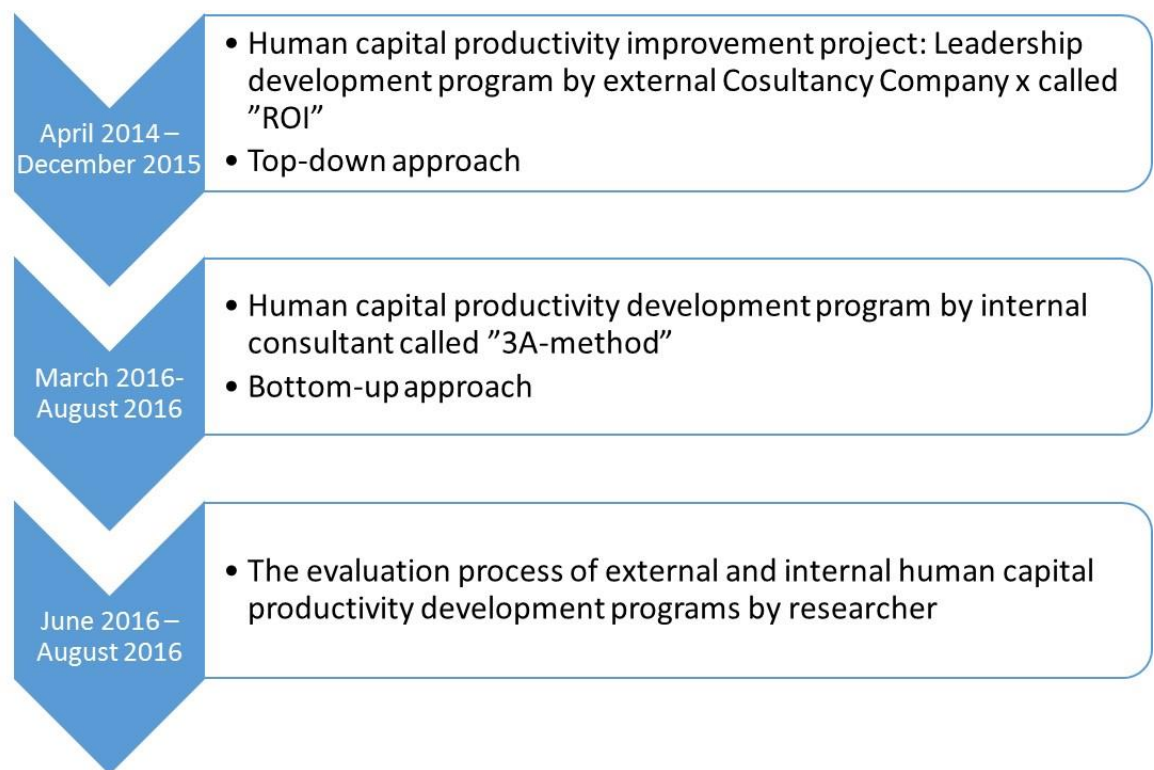 April 2014 –
December 2015
• Human capital productivity improvement project: Leadership
development program by external Cosultancy Company x called
”ROI”
• Top-down approach
March 2016-
August 2016
• Human capital productivity development program by internal
consultant called ”3A-method”
• Bottom-up approach
June 2016 –
August 2016
• The evaluation process of external and internal human capital
productivity development programs by researcher